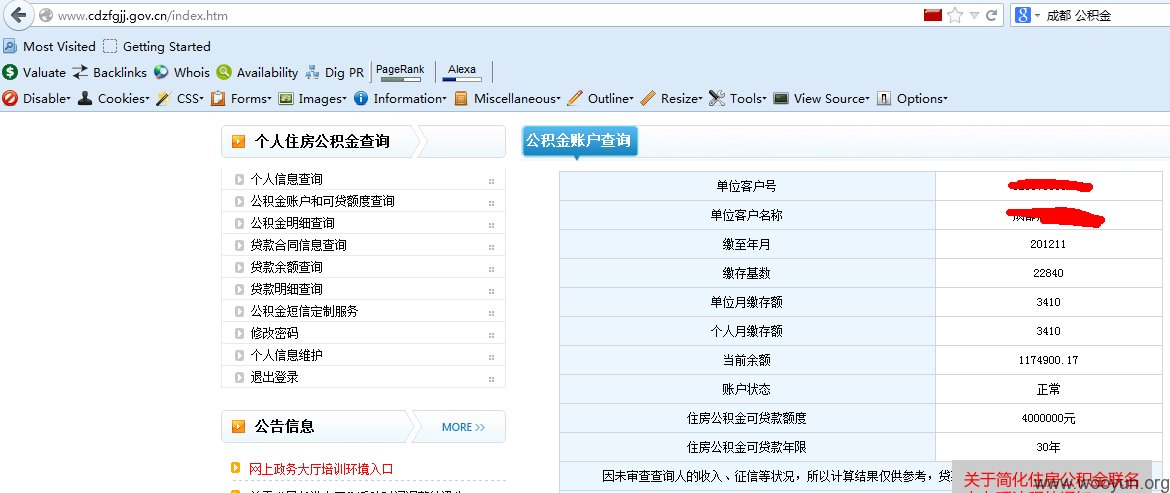 www.cdzfgjj.gov.cn/index.htm
成都 公积金
Most Visited Getting Started
Valuate Backlinks Whois Availability Dig PR PageRank Alexa
Disable Cookies CSS Forms Images Information Miscellaneous Outline Resize Tools View Source Options
个人住房公积金查询
个人信息查询
公积金账户和可贷额度查询
公积金明细查询
贷款合同信息查询
贷款余额查询
贷款明细查询
公积金短信定制服务
修改密码
个人信息维护
退出登录
公告信息
MORE >>
网上政务大厅培训环境入口
公积金账户查询
单位客户号
单位客户名称
缴至年月 201211
缴存基数 22840
单位月缴存额 3410
个人月缴存额 3410
当前余额 1174900.17
账户状态 正常
住房公积金可贷款额度 4000000元
住房公积金可贷款年限 30年
因未审查查询人的收入、征信等状况，所以计算结果仅供参考，贷
关于简化住房公积金联名
www.wooyun.org